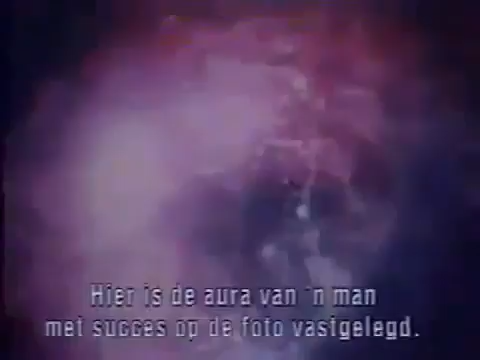 Hier is de aura van 'n man
met succes op de foto vastgelegd.